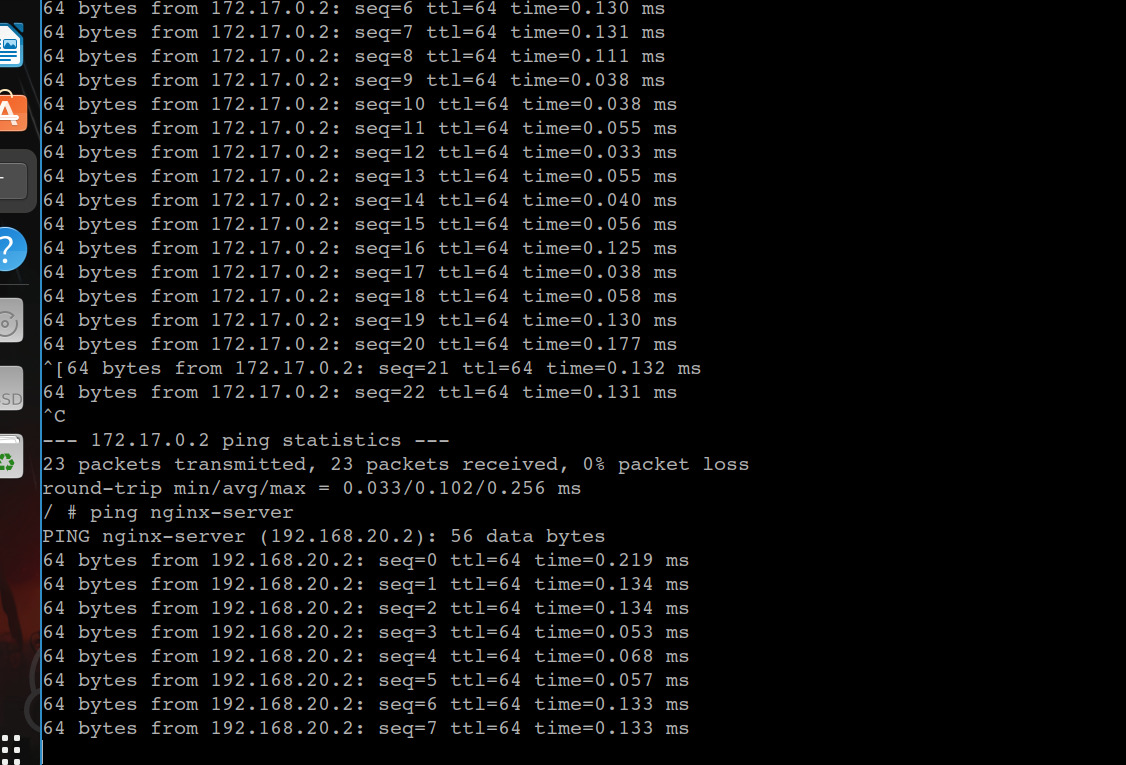 64 bytes from 172.17.0.2: seq=6 ttl=64 time=0.130 ms
64 bytes from 172.17.0.2: seq=7 ttl=64 time=0.131 ms
64 bytes from 172.17.0.2: seq=8 ttl=64 time=0.111 ms
64 bytes from 172.17.0.2: seq=9 ttl=64 time=0.038 ms
64 bytes from 172.17.0.2: seq=10 ttl=64 time=0.038 ms
64 bytes from 172.17.0.2: seq=11 ttl=64 time=0.055 ms
64 bytes from 172.17.0.2: seq=12 ttl=64 time=0.033 ms
64 bytes from 172.17.0.2: seq=13 ttl=64 time=0.055 ms
64 bytes from 172.17.0.2: seq=14 ttl=64 time=0.040 ms
64 bytes from 172.17.0.2: seq=15 ttl=64 time=0.056 ms
64 bytes from 172.17.0.2: seq=16 ttl=64 time=0.125 ms
64 bytes from 172.17.0.2: seq=17 ttl=64 time=0.038 ms
64 bytes from 172.17.0.2: seq=18 ttl=64 time=0.058 ms
64 bytes from 172.17.0.2: seq=19 ttl=64 time=0.130 ms
64 bytes from 172.17.0.2: seq=20 ttl=64 time=0.177 ms
^[64 bytes from 172.17.0.2: seq=21 ttl=64 time=0.132 ms
64 bytes from 172.17.0.2: seq=22 ttl=64 time=0.131 ms
^C
--- 172.17.0.2 ping statistics ---
23 packets transmitted, 23 packets received, 0% packet loss
round-trip min/avg/max = 0.033/0.102/0.256 ms
/ # ping nginx-server
PING nginx-server (192.168.20.2): 56 data bytes
64 bytes from 192.168.20.2: seq=0 ttl=64 time=0.219 ms
64 bytes from 192.168.20.2: seq=1 ttl=64 time=0.134 ms
64 bytes from 192.168.20.2: seq=2 ttl=64 time=0.134 ms
64 bytes from 192.168.20.2: seq=3 ttl=64 time=0.053 ms
64 bytes from 192.168.20.2: seq=4 ttl=64 time=0.068 ms
64 bytes from 192.168.20.2: seq=5 ttl=64 time=0.057 ms
64 bytes from 192.168.20.2: seq=6 ttl=64 time=0.133 ms
64 bytes from 192.168.20.2: seq=7 ttl=64 time=0.133 ms
?
SD